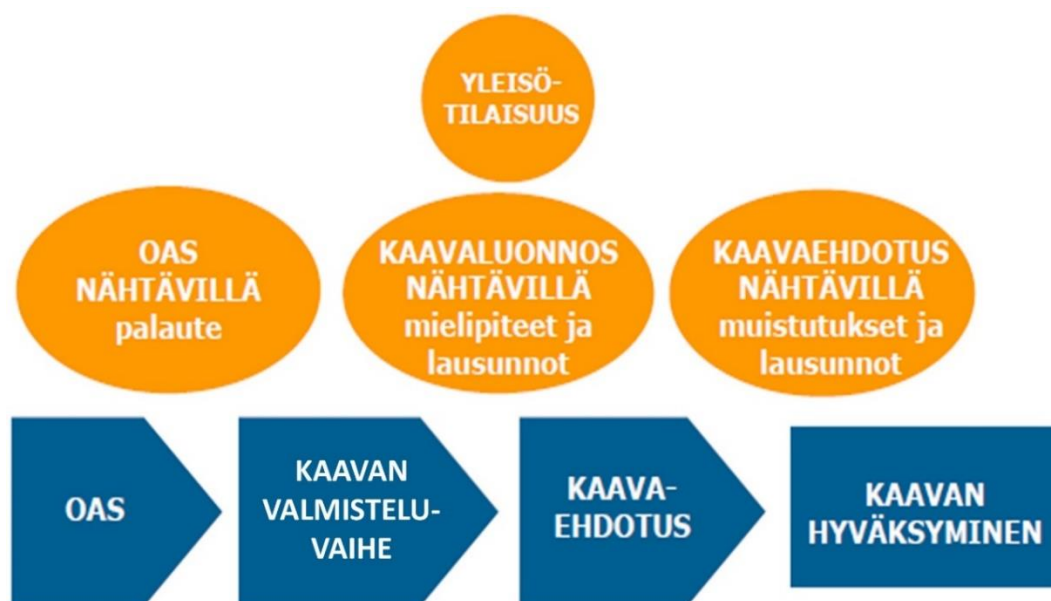 YLEISÖ-
TILAISUUS
OAS
NÄHTÄVILLÄ
palaute
KAAVALUONNOS
NÄHTÄVILLÄ
mielipiteet ja
lausunnot
KAAVAEHDOTUS
NÄHTÄVILLÄ
muistutukset ja
lausunnot
OAS
KAAVAN
VALMISTELU-
VAIHE
KAAVA-
EHDOTUS
KAAVAN
HYVÄKSYMINEN